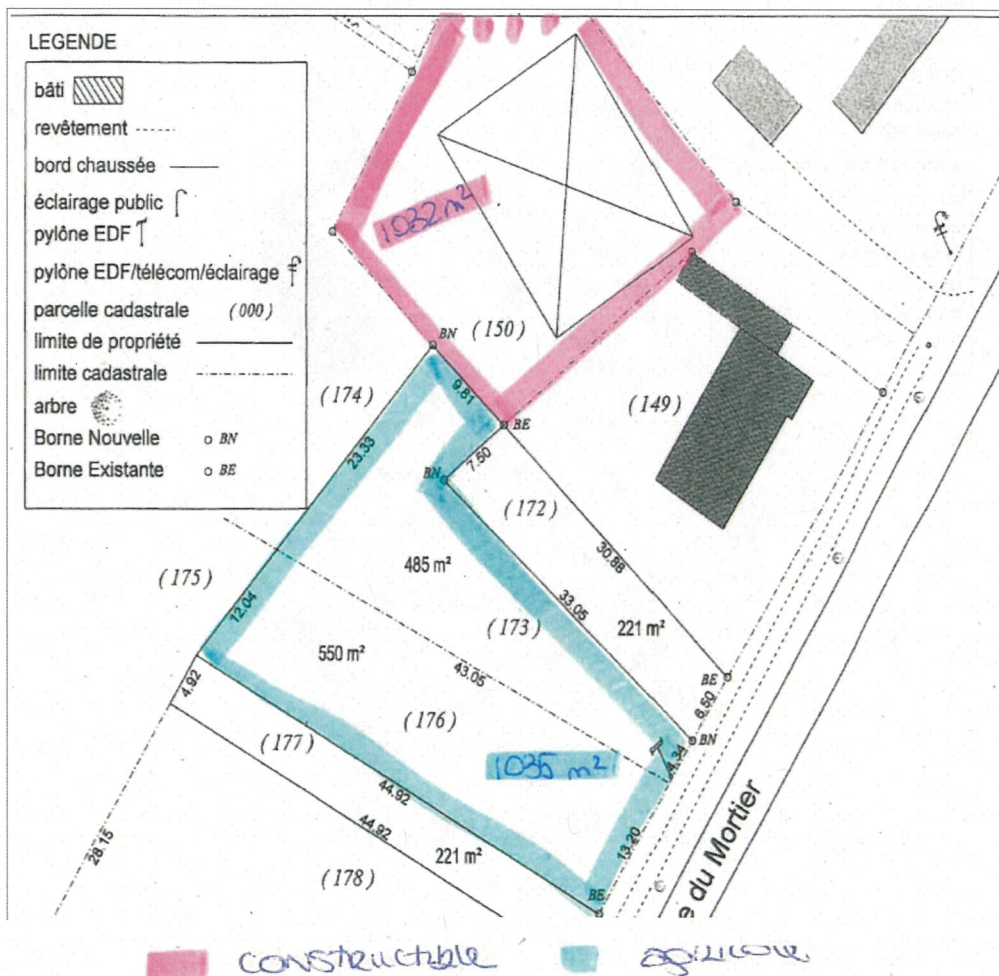 LEGENDE
bâti
revêtement
bord chaussée
éclairage public
pylône EDF
pylône EDF/télécom/éclairage
parcelle cadastrale (000)
limite de propriété
limite cadastrale
arbre
Borne Nouvelle o BN
Borne Existante o BE
1032 m²
(150)
BN
(174)
9.81
(149)
BE
23.33
7.50
BN
(172)
485 m²
30.88
(175)
33.05
12.04
(173)
221 m²
550 m²
43.05
BE
4.92
6.50
(176)
(177)
BN
4.34
1035 m²
44.92
44.92
13.20
e du Mortier
28.15
221 m²
(178)
BE
constructible
agricole